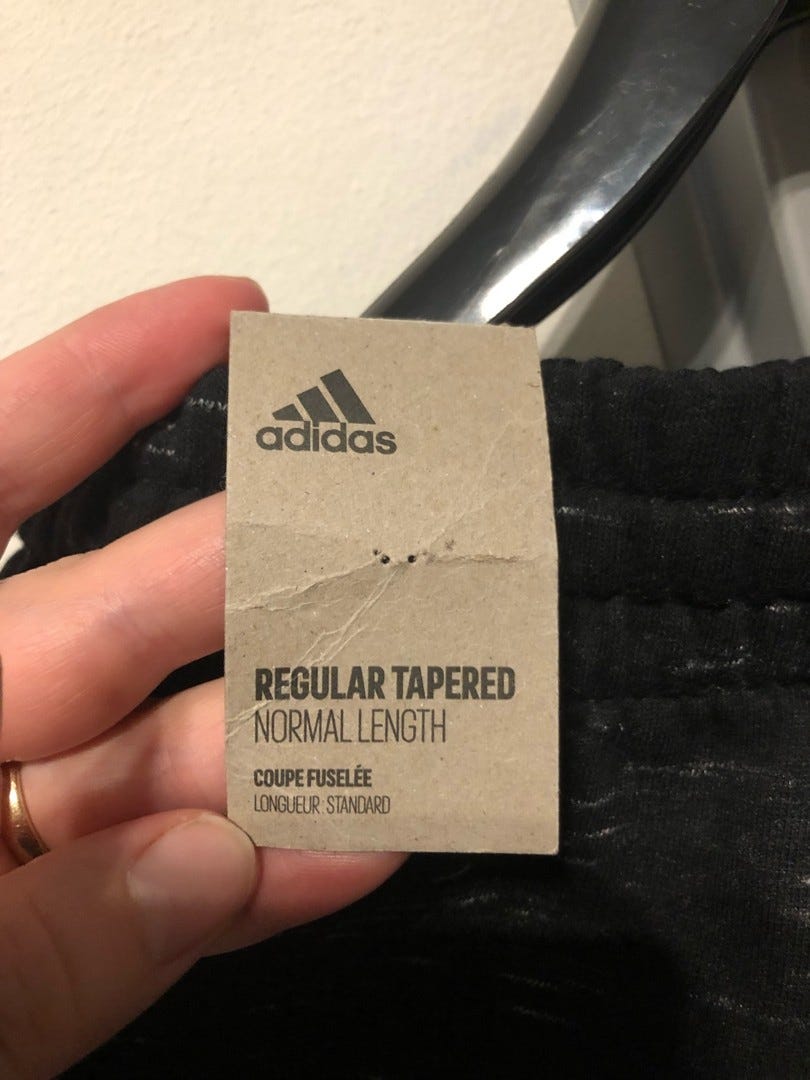 adidas
REGULAR TAPERED
NORMAL LENGTH
COUPE FUSELÉE
LONGUEUR : STANDARD